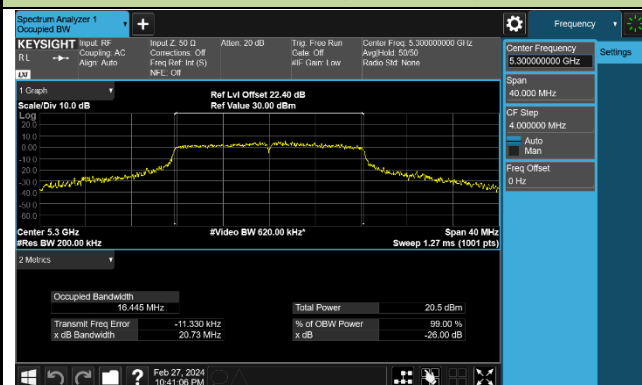 Spectrum Analyzer 1
Occupied BW
Frequency
KEYSIGHT Input: RF Input Z: 50 Ω Atten: 20 dB Trig: Free Run Center Freq: 5.300000000 GHz
RL Coupling: AC Corrections: Off Gate: Off Avg|Hold: 50/50
Align: Auto Freq Ref: Int (S) #IF Gain: Low Radio Std: None
NFE: Off
LXI
Center Frequency
5.300000000 GHz
Settings
Span
40.000 MHz
CF Step
4.000000 MHz
Auto
Man
Freq Offset
0 Hz
1 Graph
Ref Lvl Offset 22.40 dB
Scale/Div 10.0 dB Ref Value 30.00 dBm
Log
20.0
10.0
0.00
-10.0
-20.0
-30.0
-40.0
-50.0
-60.0
Center 5.3 GHz #Video BW 620.00 kHz* Span 40 MHz
#Res BW 200.00 kHz Sweep 1.27 ms (1001 pts)
2 Metrics
Occupied Bandwidth
16.445 MHz Total Power 20.5 dBm
Transmit Freq Error -11.330 kHz % of OBW Power 99.00 %
x dB Bandwidth 20.73 MHz x dB -26.00 dB
? Feb 27, 2024
10:41:06 PM